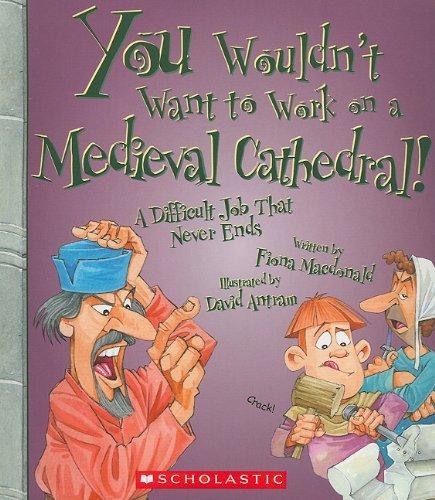 You Wouldn't
Want to Work on a
Medieval Cathedral!
A Difficult Job That
Never Ends
Written by
Fiona Macdonald
Illustrated by
David Antram
Crack!
SCHOLASTIC